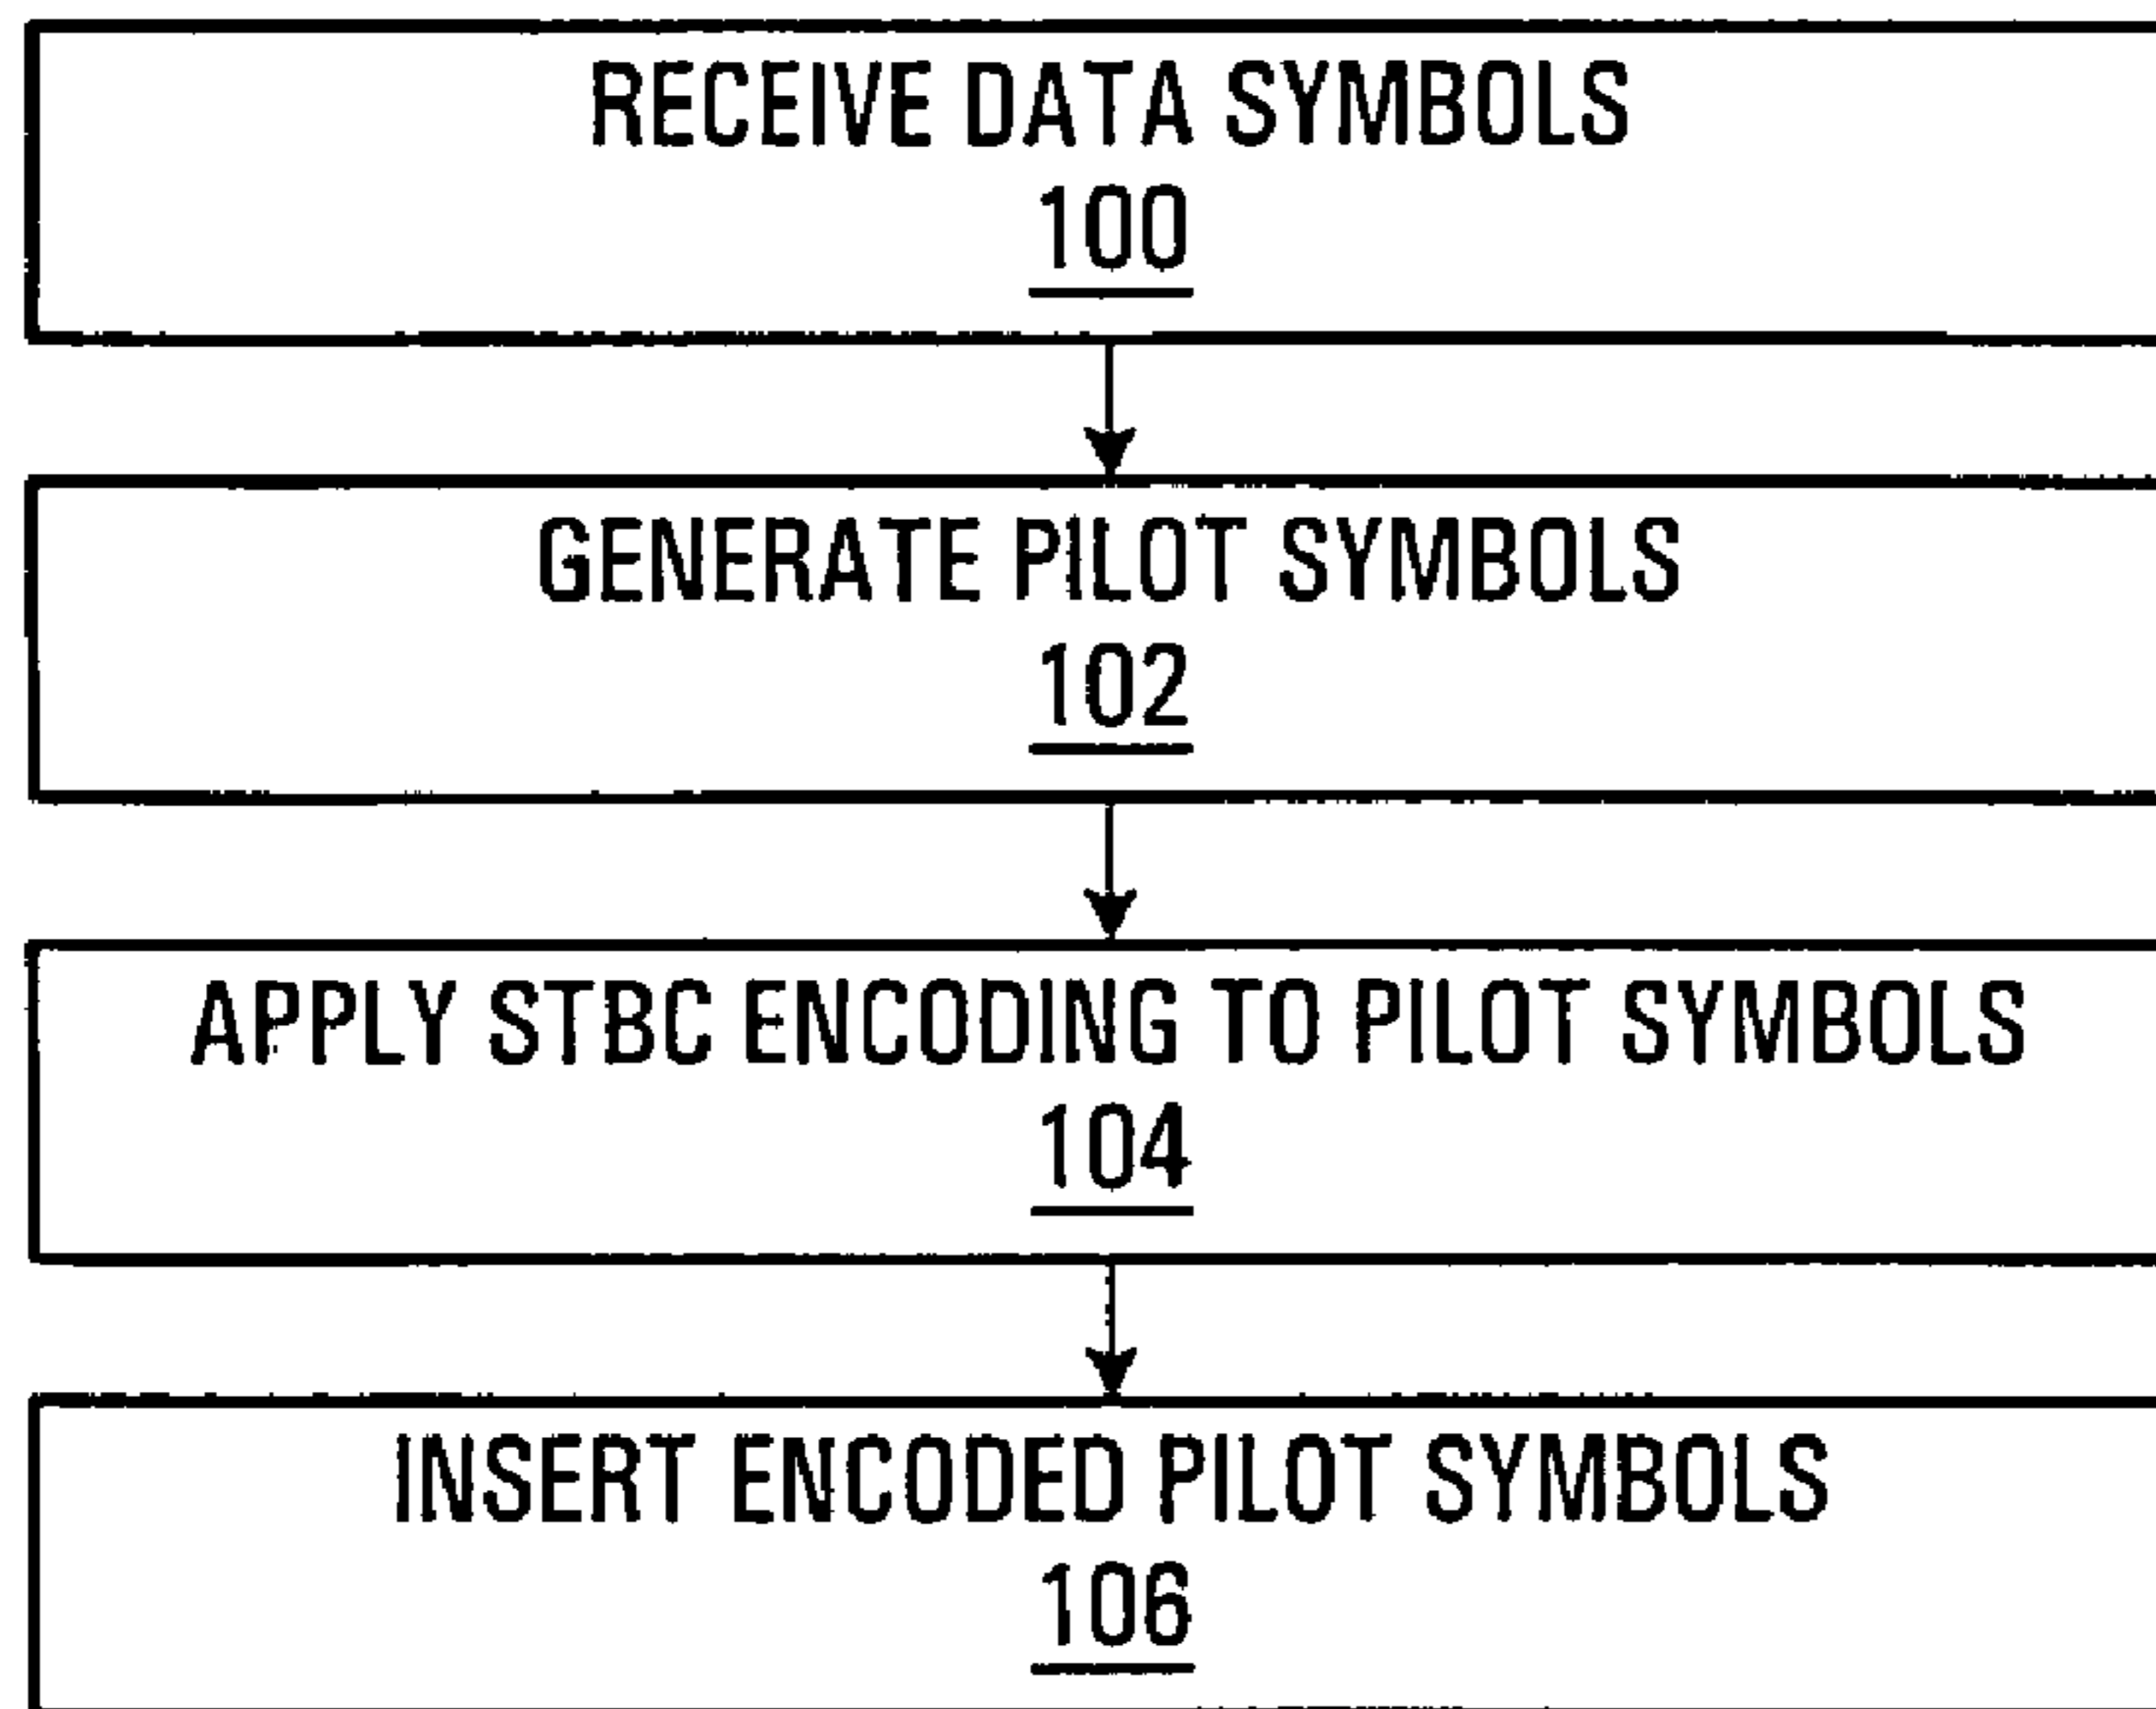 RECEIVE DATA SYMBOLS
100
GENERATE PILOT SYMBOLS
102
APPLY STBC ENCODING TO PILOT SYMBOLS
104
INSERT ENCODED PILOT SYMBOLS
106